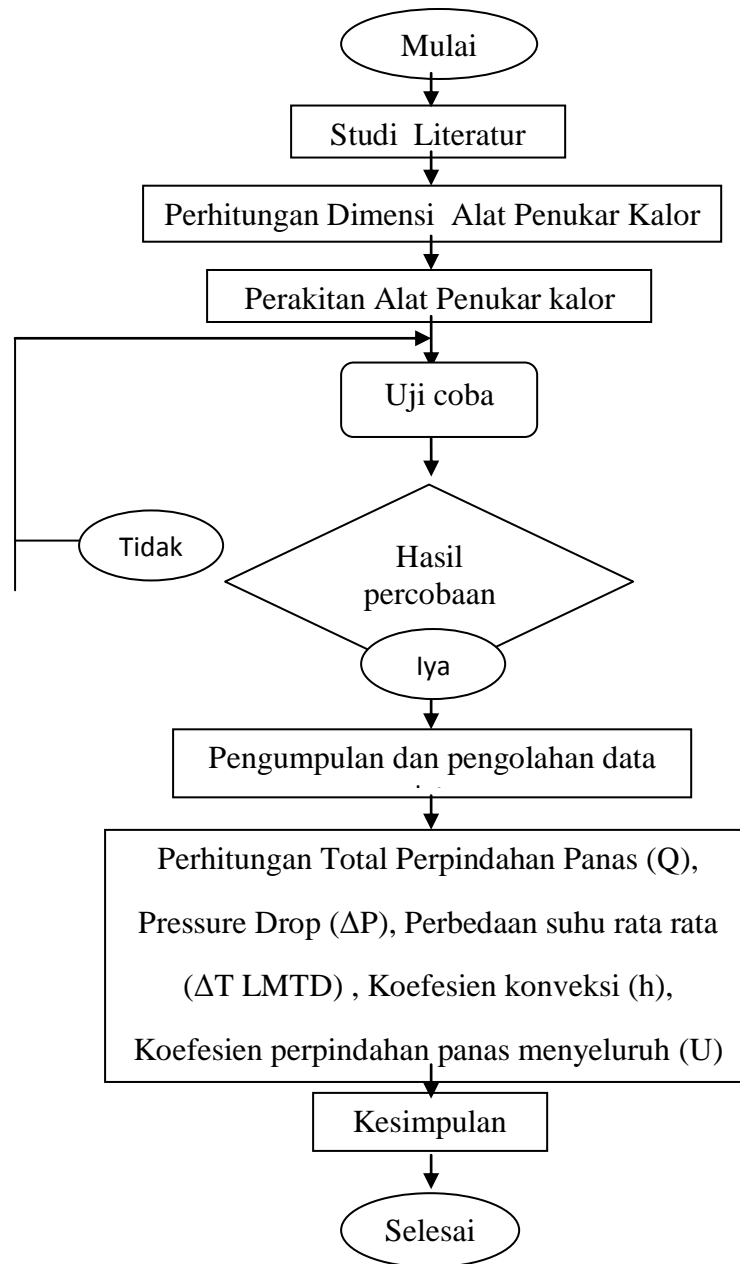 Mulai
Studi Literatur
Perhitungan Dimensi Alat Penukar Kalor
Perakitan Alat Penukar kalor
Uji coba
Tidak
Hasil
percobaan
Iya
Pengumpulan dan pengolahan data
Perhitungan Total Perpindahan Panas (Q),
Pressure Drop (ΔP), Perbedaan suhu rata rata
(ΔT LMTD) , Koefesien konveksi (h),
Koefesien perpindahan panas menyeluruh (U)
Kesimpulan
Selesai